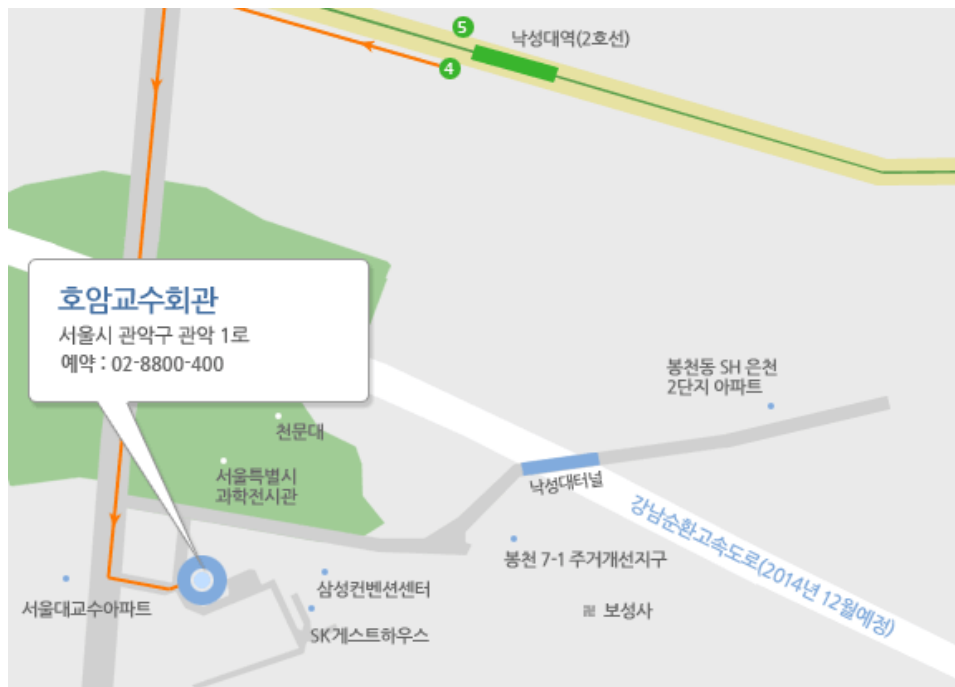 5
낙성대역(2호선)
4
호암교수회관
서울시 관악구 관악 1로
예약 : 02-8800-400
봉천동 SH 은천
2단지 아파트
천문대
서울특별시
과학전시관
낙성대터널
강남순환고속도로(2014년 12월예정)
봉천 7-1 주거개선지구
삼성컨벤션센터
서울대교수아파트
卍 보성사
SK게스트하우스